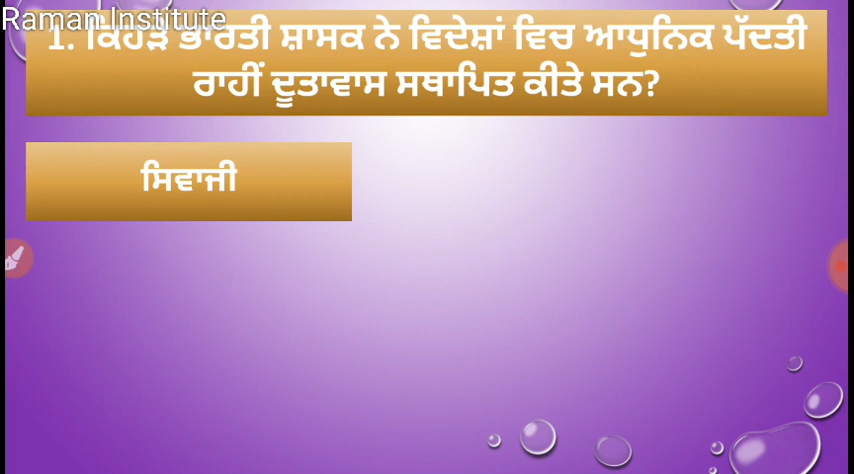 Raman Institute
1. ਕਿਹੜੇ ਭਾਰਤੀ ਸ਼ਾਸਕ ਨੇ ਵਿਦੇਸ਼ਾਂ ਵਿਚ ਆਧੁਨਿਕ ਪੱਦਤੀ
ਰਾਹੀਂ ਦੂਤਾਵਾਸ ਸਥਾਪਿਤ ਕੀਤੇ ਸਨ?
ਸਿਵਾਜੀ